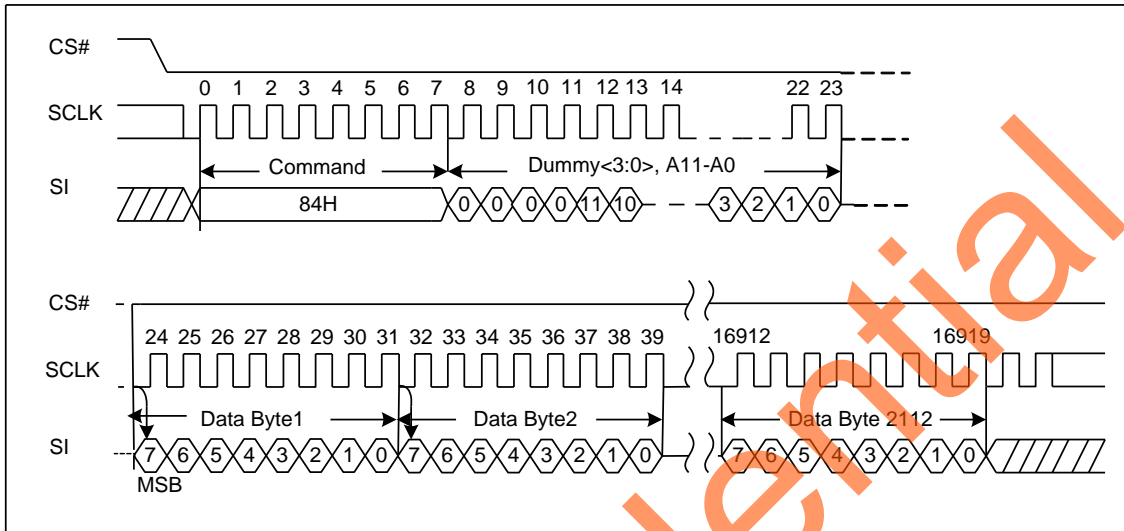 CS#
0 1 2 3 4 5 6 7 8 9 10 11 12 13 14 22 23
SCLK
Command Dummy<3:0>, A11-A0
SI
84H 0 0 0 0 11 10 3 2 1 0
CS#
24 25 26 27 28 29 30 31 32 33 34 35 36 37 38 39 16912 16919
SCLK
Data Byte1 Data Byte2 Data Byte 2112
SI
7 6 5 4 3 2 1 0 7 6 5 4 3 2 1 0 7 6 5 4 3 2 1 0
MSB
dential